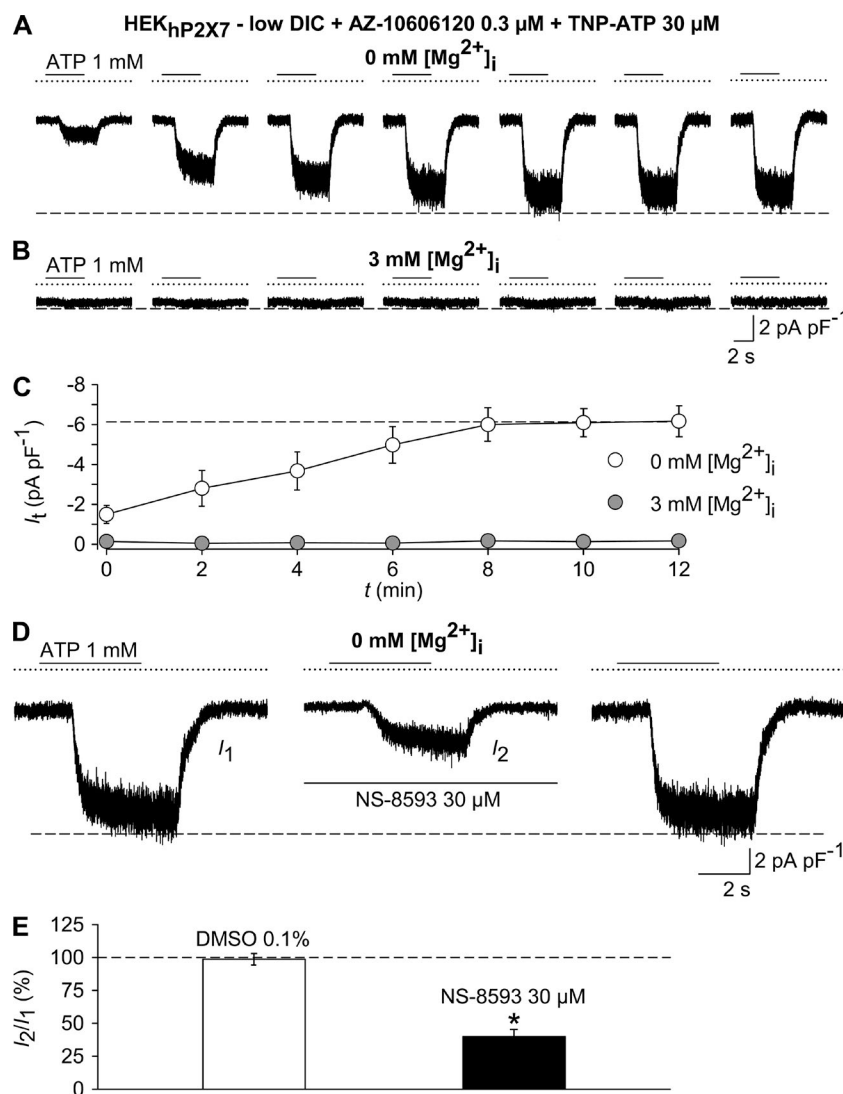 A HEKhP2X7 - low DIC + AZ-10606120 0.3 µM + TNP-ATP 30 µM
ATP 1 mM 0 mM [Mg2+]i
B ATP 1 mM 3 mM [Mg2+]i
2 pA pF-1
2 s
C
-8
-6
-4
-2
0
It (pA pF-1)
0 mM [Mg2+]i
3 mM [Mg2+]i
0 2 4 6 8 10 12
t (min)
D ATP 1 mM 0 mM [Mg2+]i
I1 I2
NS-8593 30 µM
2 pA pF-1
2 s
E
125
100
75
50
25
0
I2/I1 (%)
DMSO 0.1%
NS-8593 30 µM
*